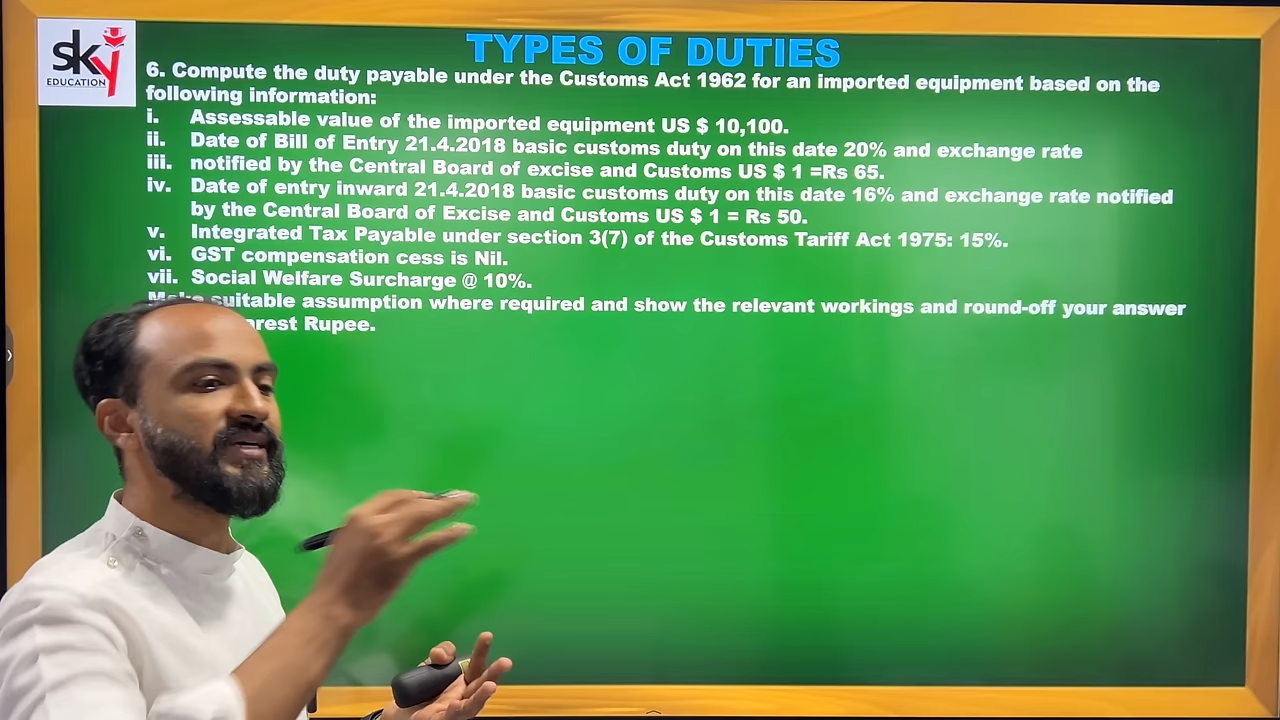 sky
EDUCATION
TYPES OF DUTIES
6. Compute the duty payable under the Customs Act 1962 for an imported equipment based on the
following information:
i. Assessable value of the imported equipment US $ 10,100.
ii. Date of Bill of Entry 21.4.2018 basic customs duty on this date 20% and exchange rate
iii. notified by the Central Board of excise and Customs US $ 1 =Rs 65.
iv. Date of entry inward 21.4.2018 basic customs duty on this date 16% and exchange rate notified
by the Central Board of Excise and Customs US $ 1 = Rs 50.
v. Integrated Tax Payable under section 3(7) of the Customs Tariff Act 1975: 15%.
vi. GST compensation cess is Nil.
vii. Social Welfare Surcharge @ 10%.
suitable assumption where required and show the relevant workings and round-off your answer
Rupee.